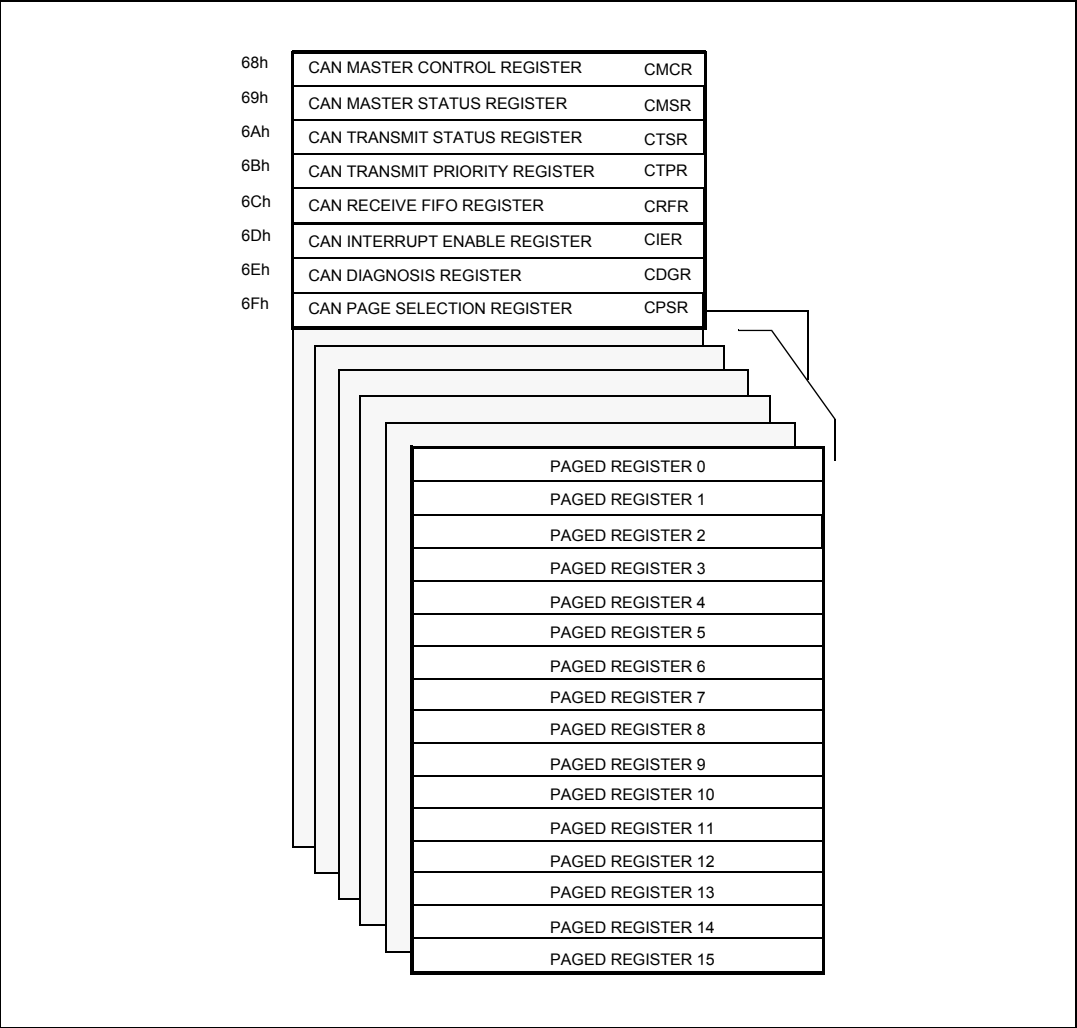 68h CAN MASTER CONTROL REGISTER CMCR
69h CAN MASTER STATUS REGISTER CMSR
6Ah CAN TRANSMIT STATUS REGISTER CTSR
6Bh CAN TRANSMIT PRIORITY REGISTER CTPR
6Ch CAN RECEIVE FIFO REGISTER CRFR
6Dh CAN INTERRUPT ENABLE REGISTER CIER
6Eh CAN DIAGNOSIS REGISTER CDGR
6Fh CAN PAGE SELECTION REGISTER CPSR
PAGED REGISTER 0
PAGED REGISTER 1
PAGED REGISTER 2
PAGED REGISTER 3
PAGED REGISTER 4
PAGED REGISTER 5
PAGED REGISTER 6
PAGED REGISTER 7
PAGED REGISTER 8
PAGED REGISTER 9
PAGED REGISTER 10
PAGED REGISTER 11
PAGED REGISTER 12
PAGED REGISTER 13
PAGED REGISTER 14
PAGED REGISTER 15